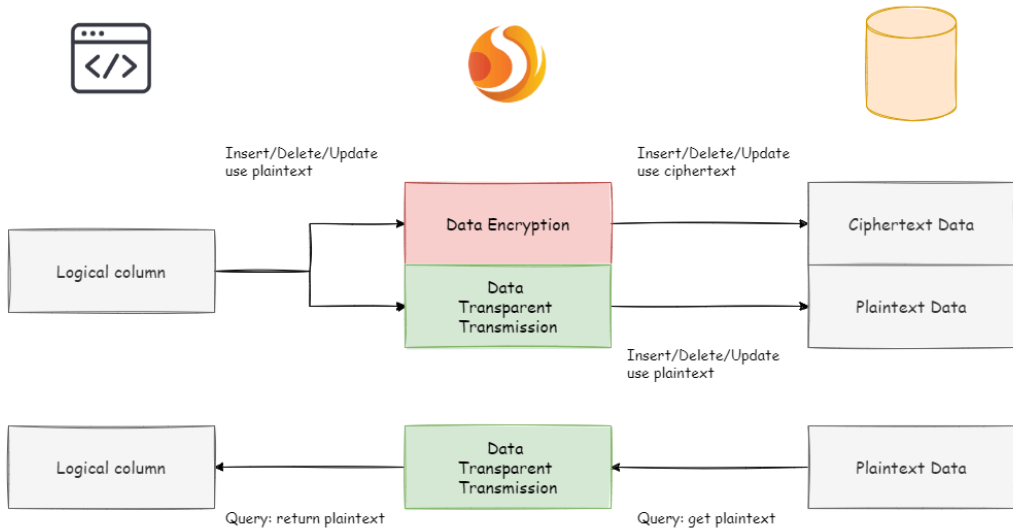 </>
Insert/Delete/Update
use plaintext
Insert/Delete/Update
use ciphertext
Logical column
Data Encryption
Ciphertext Data
Data
Transparent
Transmission
Plaintext Data
Insert/Delete/Update
use plaintext
Logical column
Data
Transparent
Transmission
Plaintext Data
Query: return plaintext
Query: get plaintext